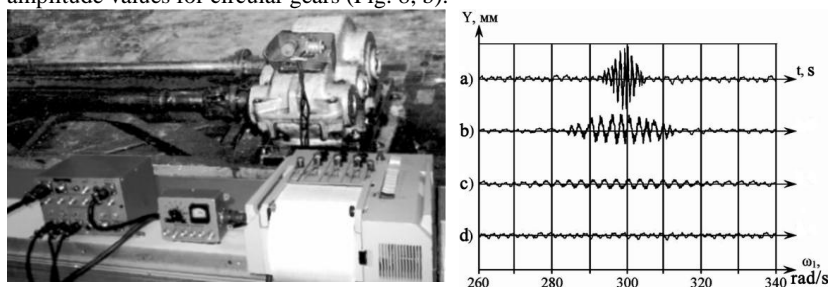 amplitude values for circular gears (Fig. 8, b).
Y, мм
a)
t, s
b)
c)
d)
ω1,
rad/s
260 280 300 320 340